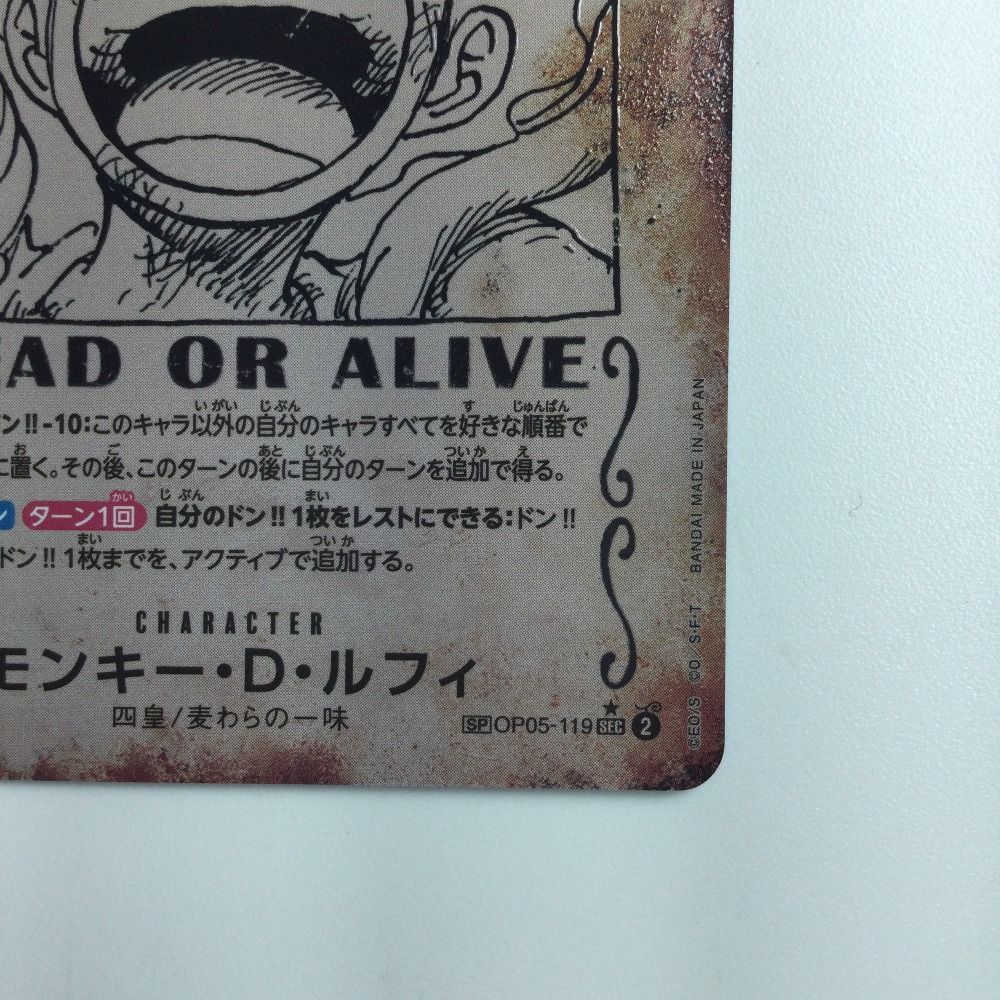 EAD OR ALIVE
ン!!-10:このキャラ以外の自分のキャラすべてを好きな順番で
に置く。その後、このターンの後に自分のターンを追加で得る。
ン ターン1回 自分のドン!!1枚をレストにできる:ドン!!
ドン!!1枚までを、アクティブで追加する。
CHARACTER
モンキー・D・ルフィ
四皇/麦わらの一味
SP OP05-119 SEC 2
©EO/S ©O/S・F・T BANDAI MADE IN JAPAN